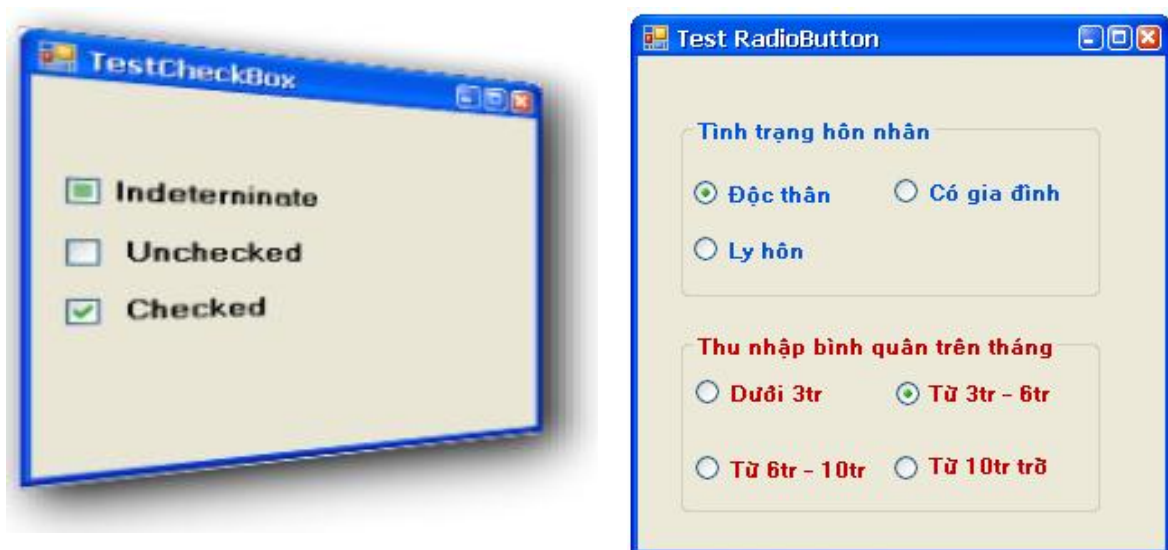 TestCheckBox
Indeterninate
Unchecked
Checked
Test RadioButton
Tình trạng hôn nhân
Độc thân
Có gia đình
Ly hôn
Thu nhập bình quân trên tháng
Dưới 3tr
Từ 3tr - 6tr
Từ 6tr - 10tr
Từ 10tr trở